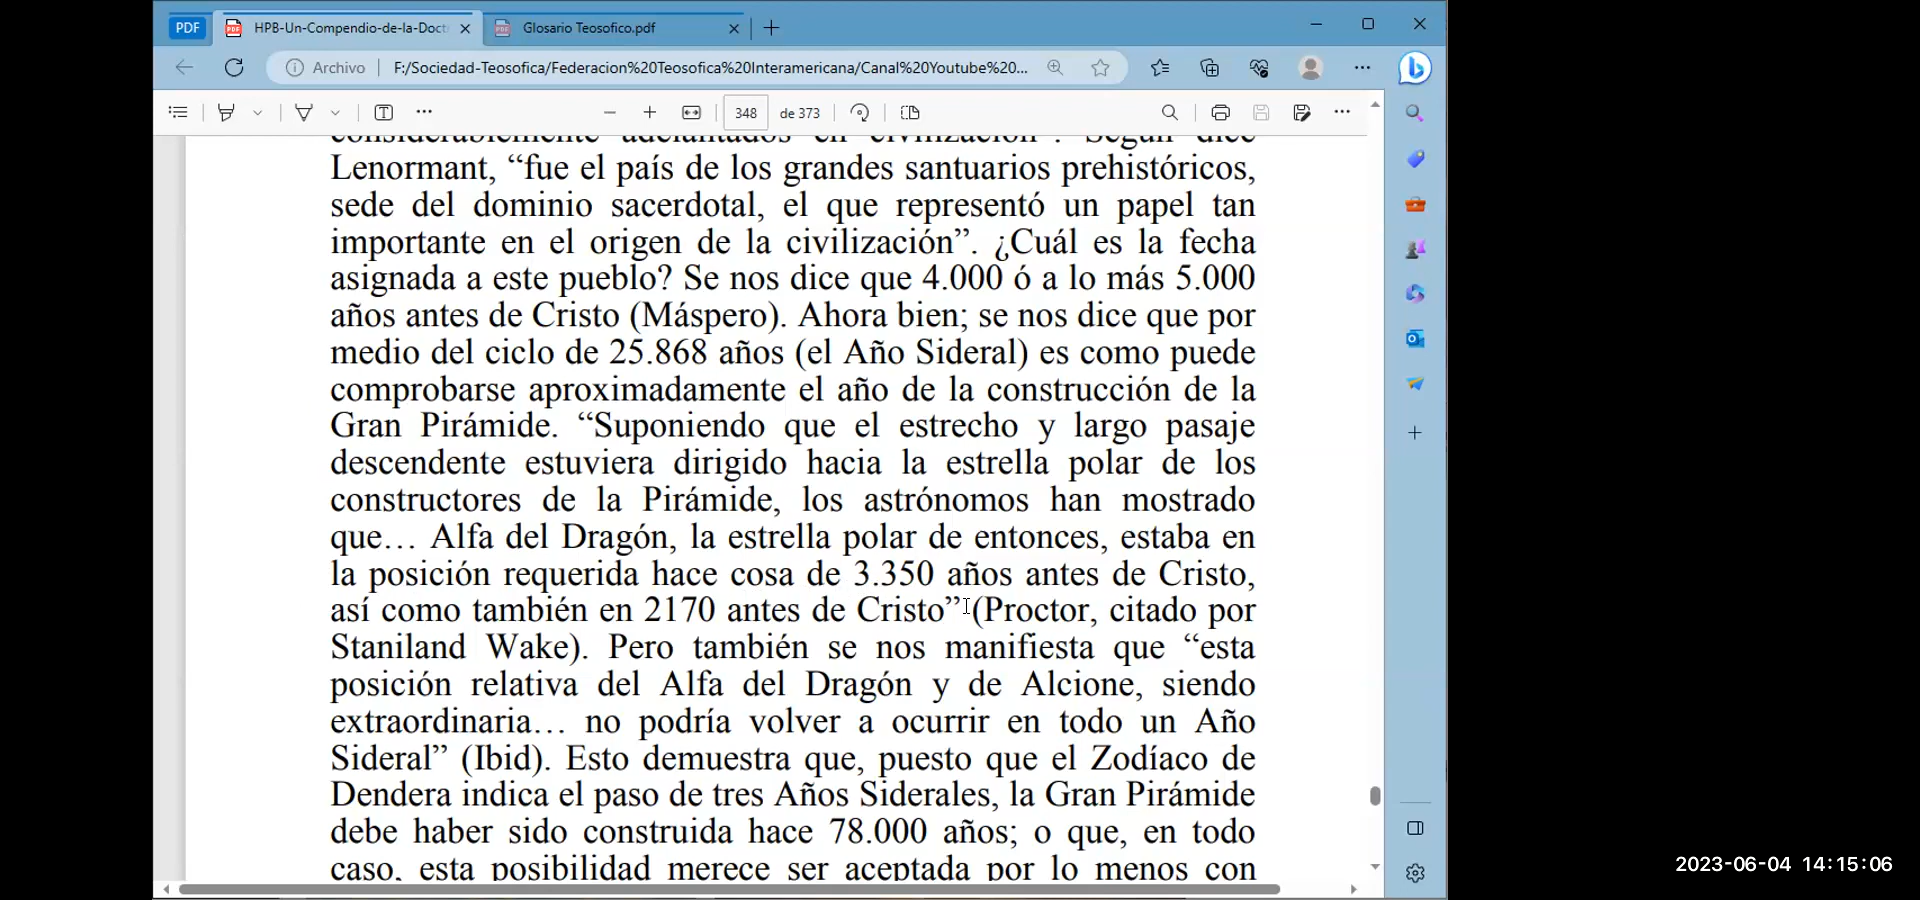 PDF
HPB-Un-Compendio-de-la-Doct
Glosario Teosofico.pdf
Archivo
F:/Sociedad-Teosofica/Federacion%20Teosofica%20Interamericana/Canal%20Youtube%20...
348
de 373
considerablemente adelantados en civilización”. Según dice
Lenormant, “fue el país de los grandes santuarios prehistóricos,
sede del dominio sacerdotal, el que representó un papel tan
importante en el origen de la civilización”. ¿Cuál es la fecha
asignada a este pueblo? Se nos dice que 4.000 ó a lo más 5.000
años antes de Cristo (Máspero). Ahora bien; se nos dice que por
medio del ciclo de 25.868 años (el Año Sideral) es como puede
comprobarse aproximadamente el año de la construcción de la
Gran Pirámide. “Suponiendo que el estrecho y largo pasaje
descendente estuviera dirigido hacia la estrella polar de los
constructores de la Pirámide, los astrónomos han mostrado
que… Alfa del Dragón, la estrella polar de entonces, estaba en
la posición requerida hace cosa de 3.350 años antes de Cristo,
así como también en 2170 antes de Cristo” (Proctor, citado por
Staniland Wake). Pero también se nos manifiesta que “esta
posición relativa del Alfa del Dragón y de Alcione, siendo
extraordinaria… no podría volver a ocurrir en todo un Año
Sideral” (Ibid). Esto demuestra que, puesto que el Zodíaco de
Dendera indica el paso de tres Años Siderales, la Gran Pirámide
debe haber sido construida hace 78.000 años; o que, en todo
caso, esta posibilidad merece ser aceptada por lo menos con
2023-06-04 14:15:06